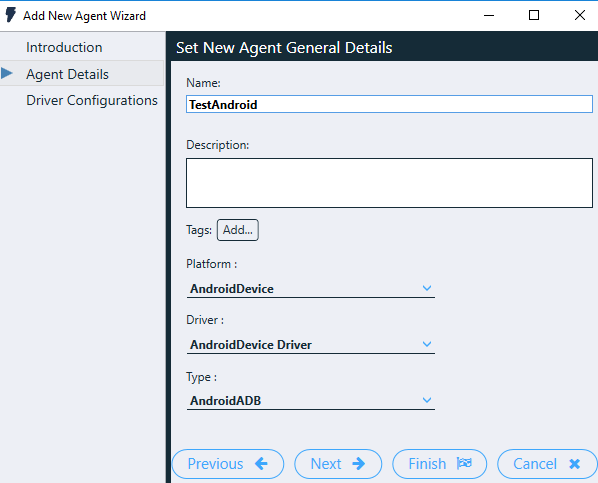 Add New Agent Wizard
Introduction
Agent Details
Driver Configurations
Set New Agent General Details
Name:
TestAndroid
Description:
Tags: Add...
Platform :
AndroidDevice
Driver :
AndroidDevice Driver
Type :
AndroidADB
Previous Next Finish Cancel